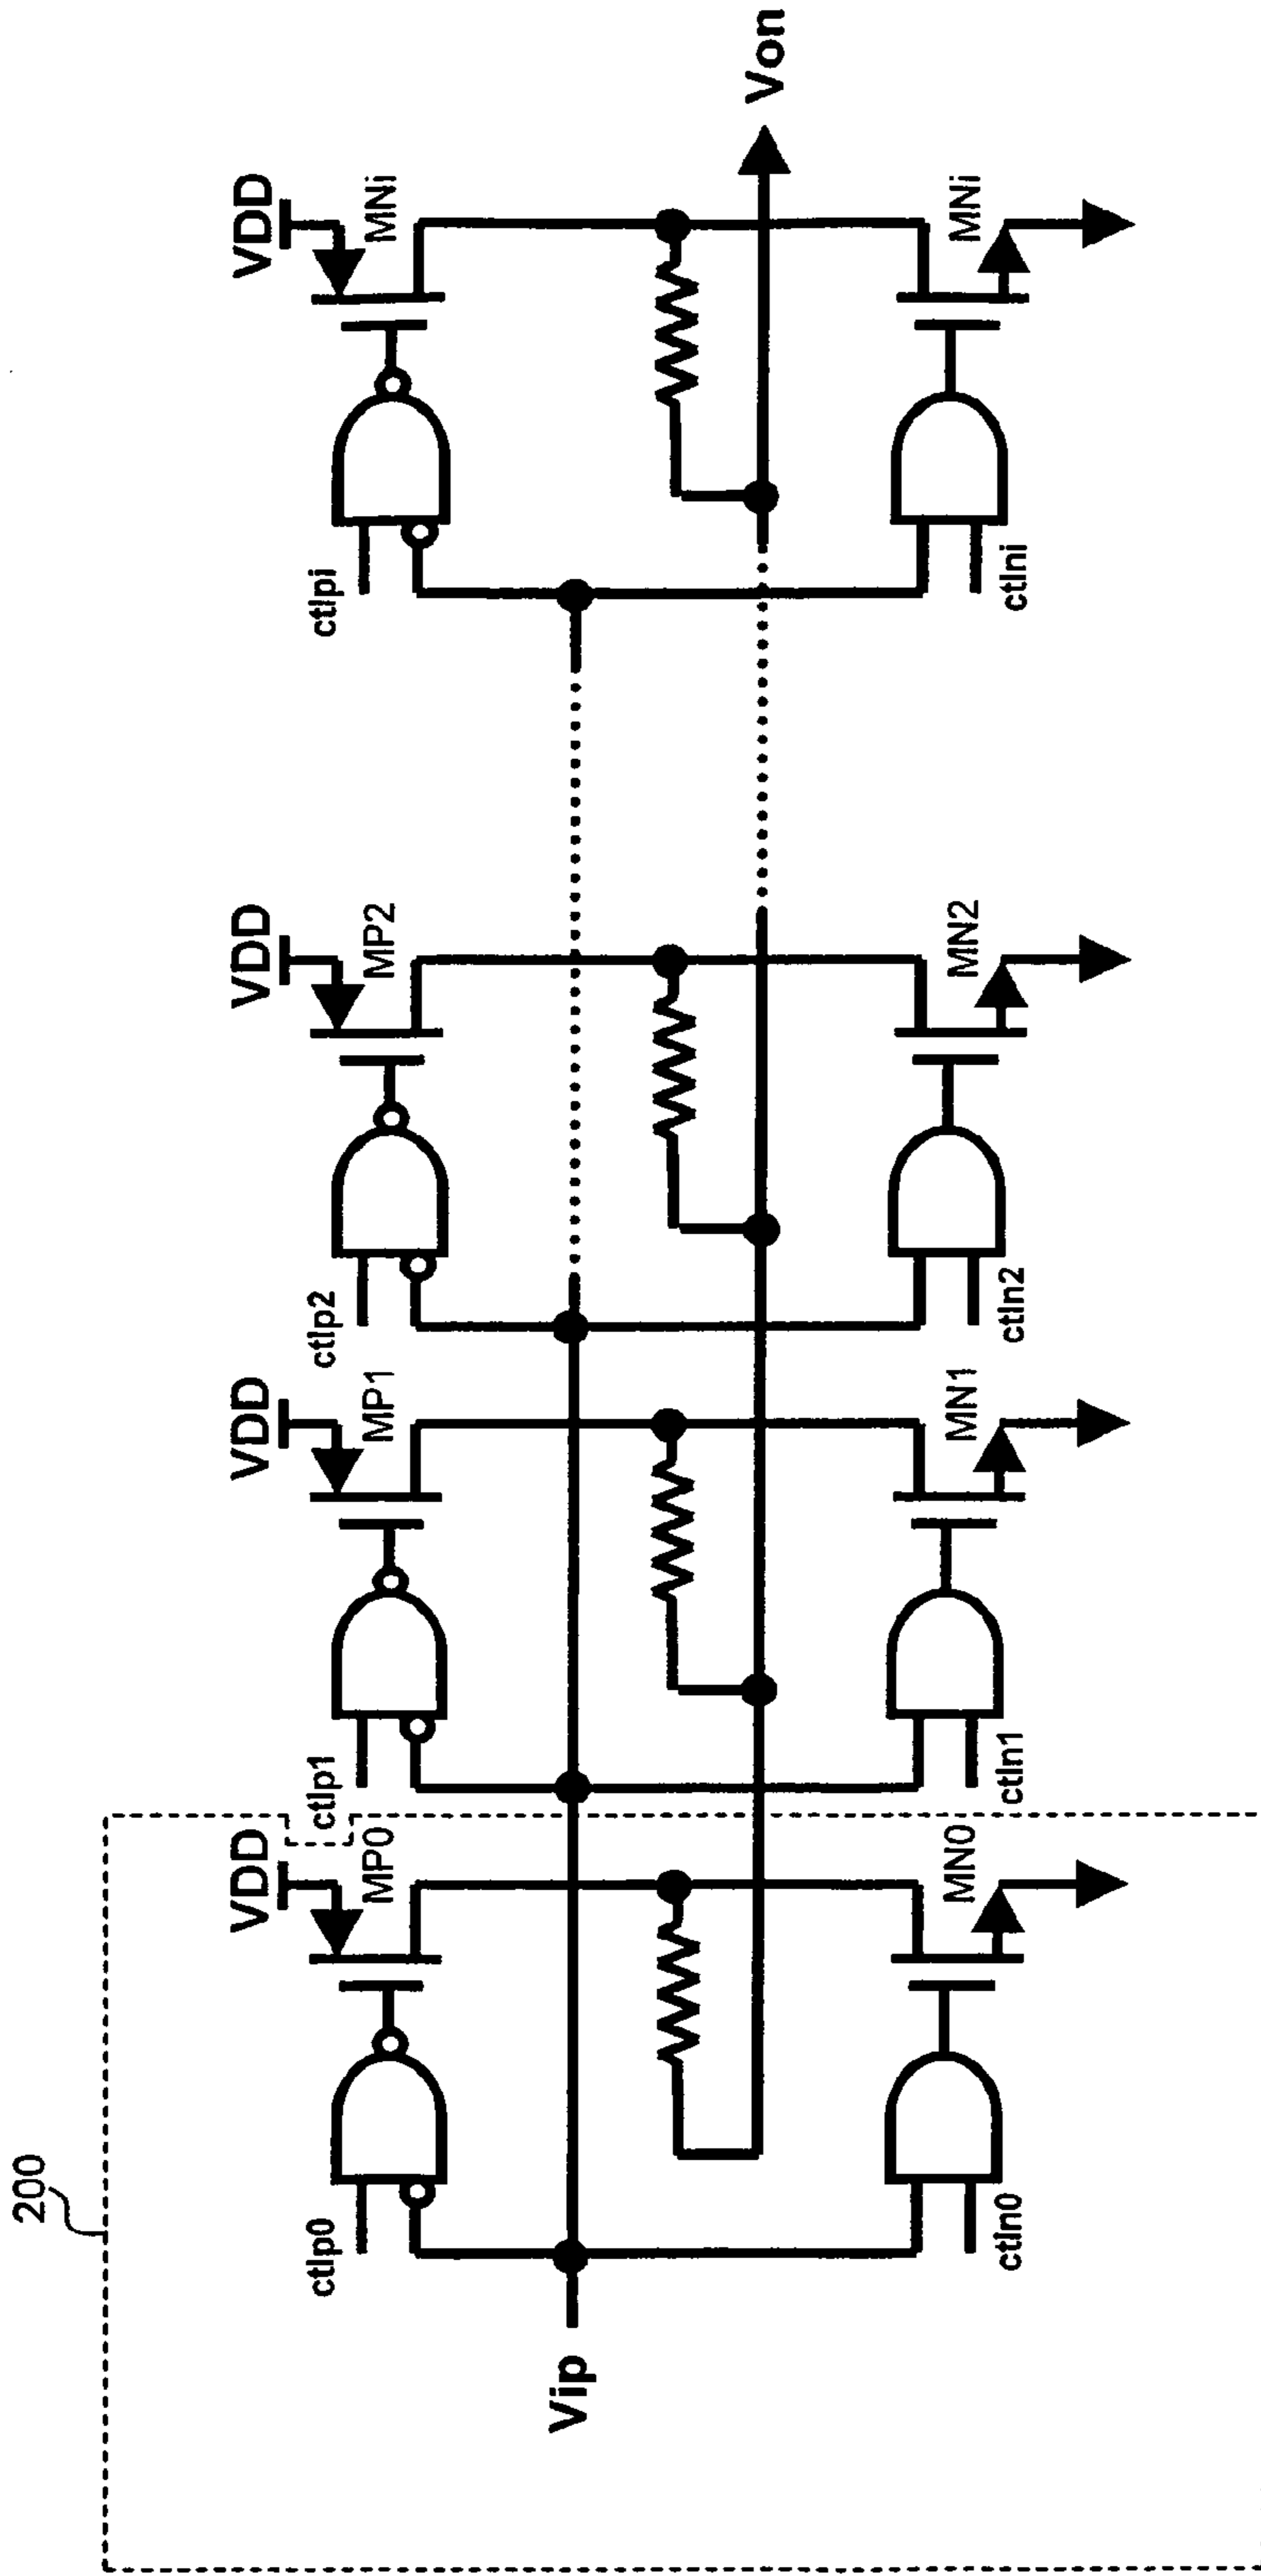 200
VDD
VDD
VDD
VDD
ctlp0
MP0
ctlp1
MP1
ctlp2
MP2
ctlpi
MNi
Vip
Von
ctln0
MN0
ctln1
MN1
ctln2
MN2
ctlni
MNi